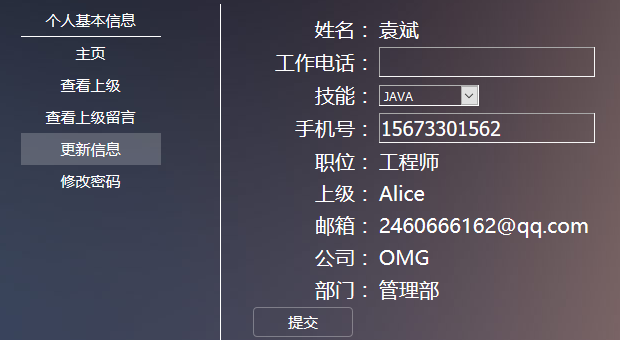 个人基本信息
主页
查看上级
查看上级留言
更新信息
修改密码
姓名：袁斌
工作电话：
技能：JAVA
手机号：15673301562
职位：工程师
上级：Alice
邮箱：2460666162@qq.com
公司：OMG
部门：管理部
提交